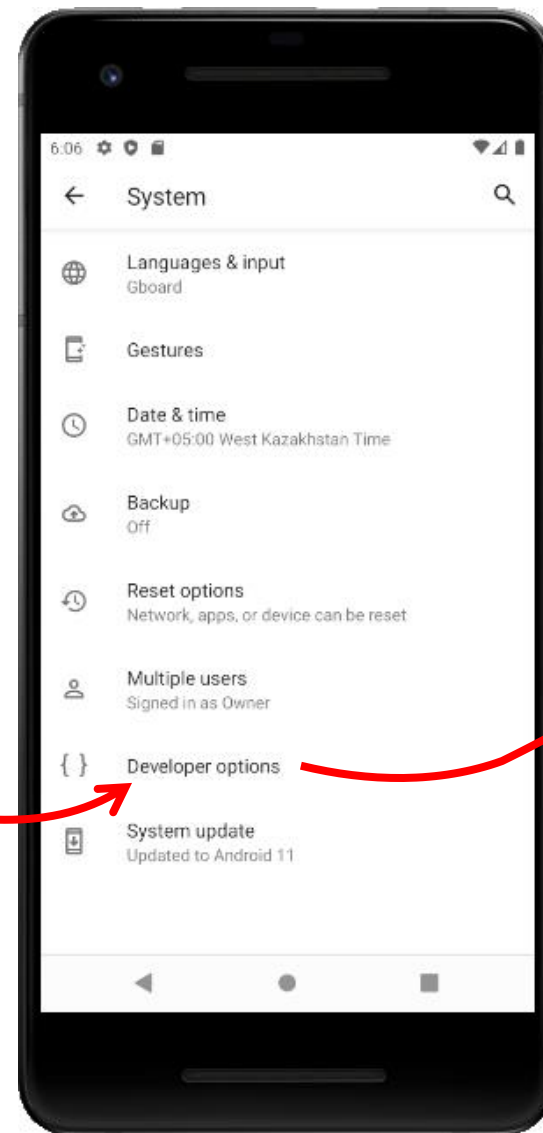 6:06
System
Languages & input
Gboard
Gestures
Date & time
GMT+05:00 West Kazakhstan Time
Backup
Off
Reset options
Network, apps, or device can be reset
Multiple users
Signed in as Owner
{ } Developer options
System update
Updated to Android 11